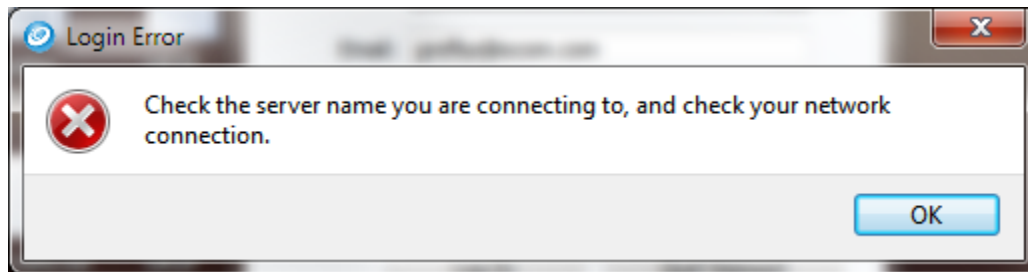 Login Error
Check the server name you are connecting to, and check your network
connection.
OK